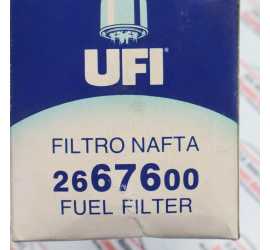 UFI
FILTRO NAFTA
2667600
FUEL FILTER